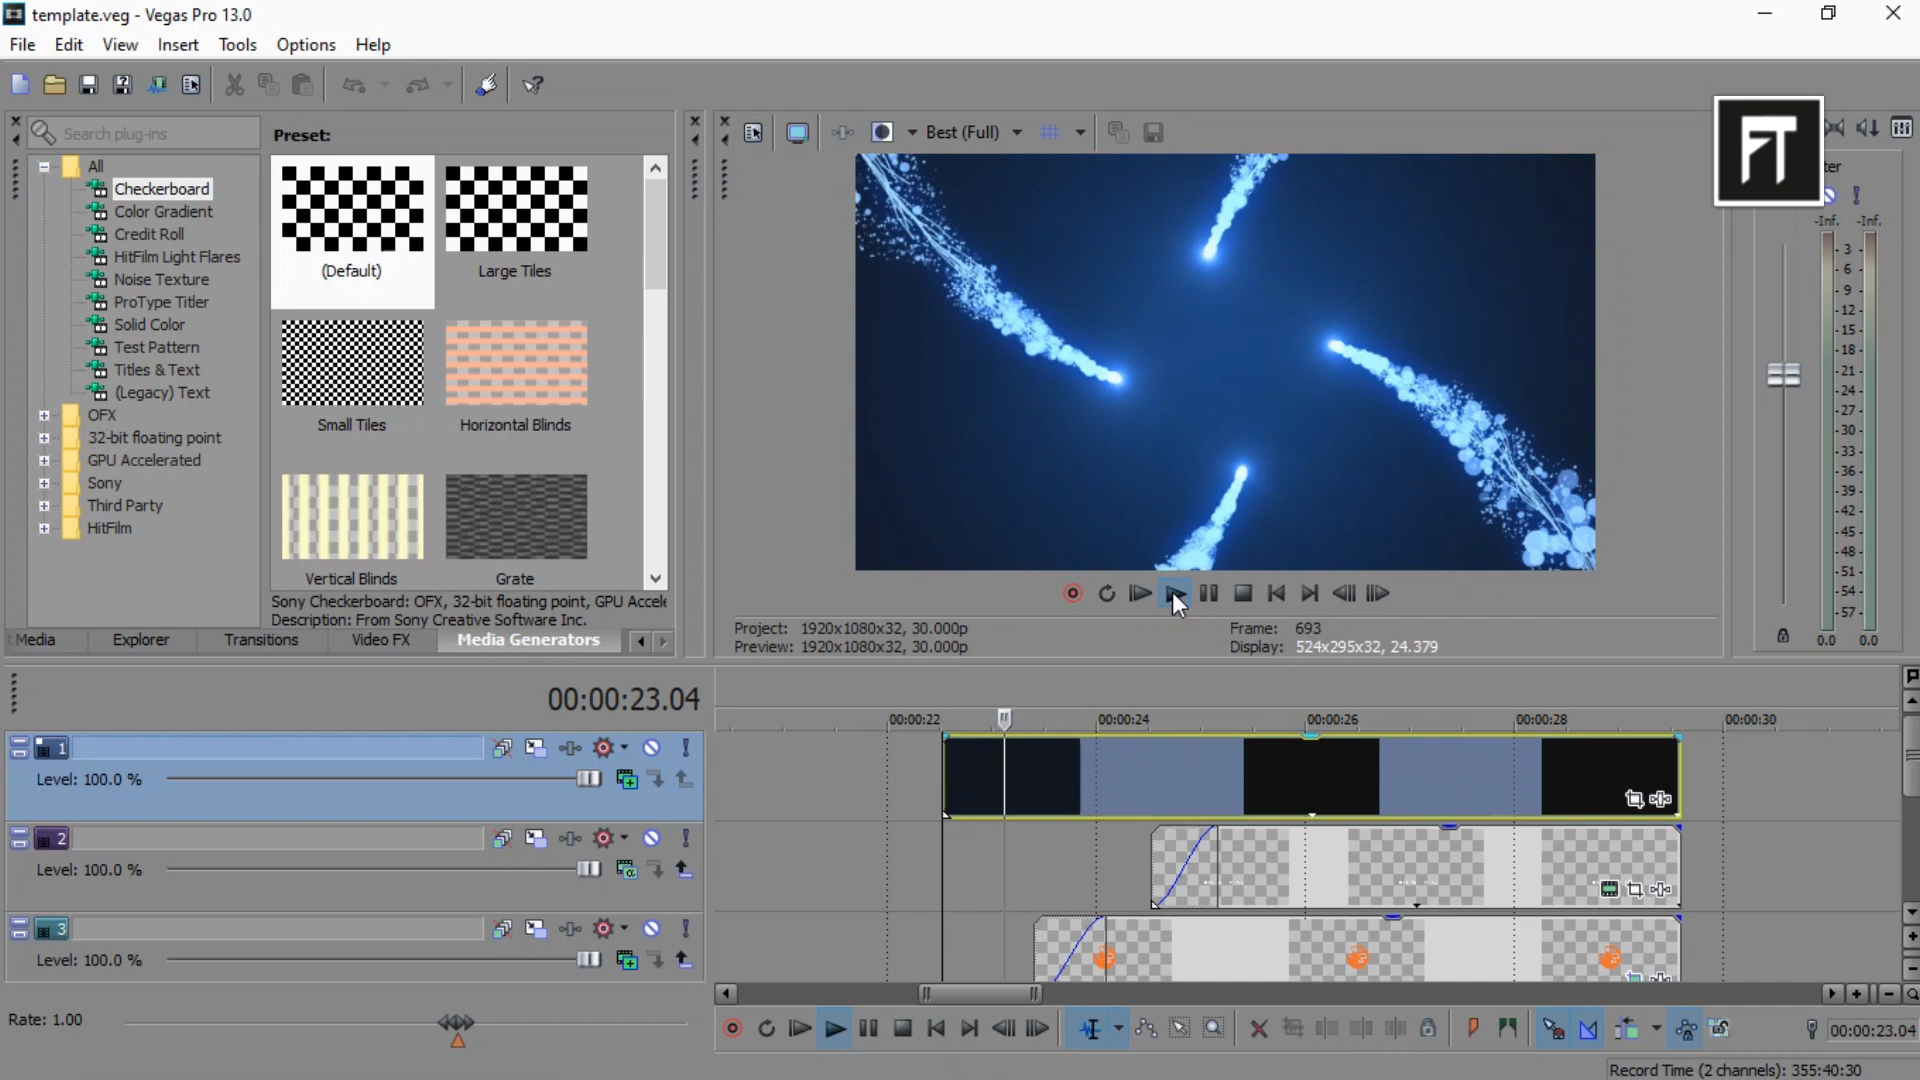 template.veg - Vegas Pro 13.0
File Edit View Insert Tools Options Help
Search plug-ins
Preset:
Best (Full)
FT
ter
All
Checkerboard
Color Gradient
Credit Roll
HitFilm Light Flares
Noise Texture
ProType Titler
Solid Color
Test Pattern
Titles & Text
(Legacy) Text
OFX
32-bit floating point
GPU Accelerated
Sony
Third Party
HitFilm
(Default)
Large Tiles
Small Tiles
Horizontal Blinds
Vertical Blinds
Grate
Sony Checkerboard: OFX, 32-bit floating point, GPU Accele
Description: From Sony Creative Software Inc.
t Media Explorer Transitions Video FX Media Generators
-Inf. -Inf.
- 3 -
- 6 -
- 9 -
-12-
-15-
-18-
-21-
-24-
-27-
-30-
-33-
-36-
-39-
-42-
-45-
-48-
-51-
-54-
-57-
0.0 0.0
Project: 1920x1080x32, 30.000p
Preview: 1920x1080x32, 30.000p
Frame: 693
Display: 524x295x32, 24.379
00:00:23.04
00:00:22 00:00:24 00:00:26 00:00:28 00:00:30
1
Level: 100.0 %
2
Level: 100.0 %
3
Level: 100.0 %
Rate: 1.00
00:00:23.04
Record Time (2 channels): 355:40:30